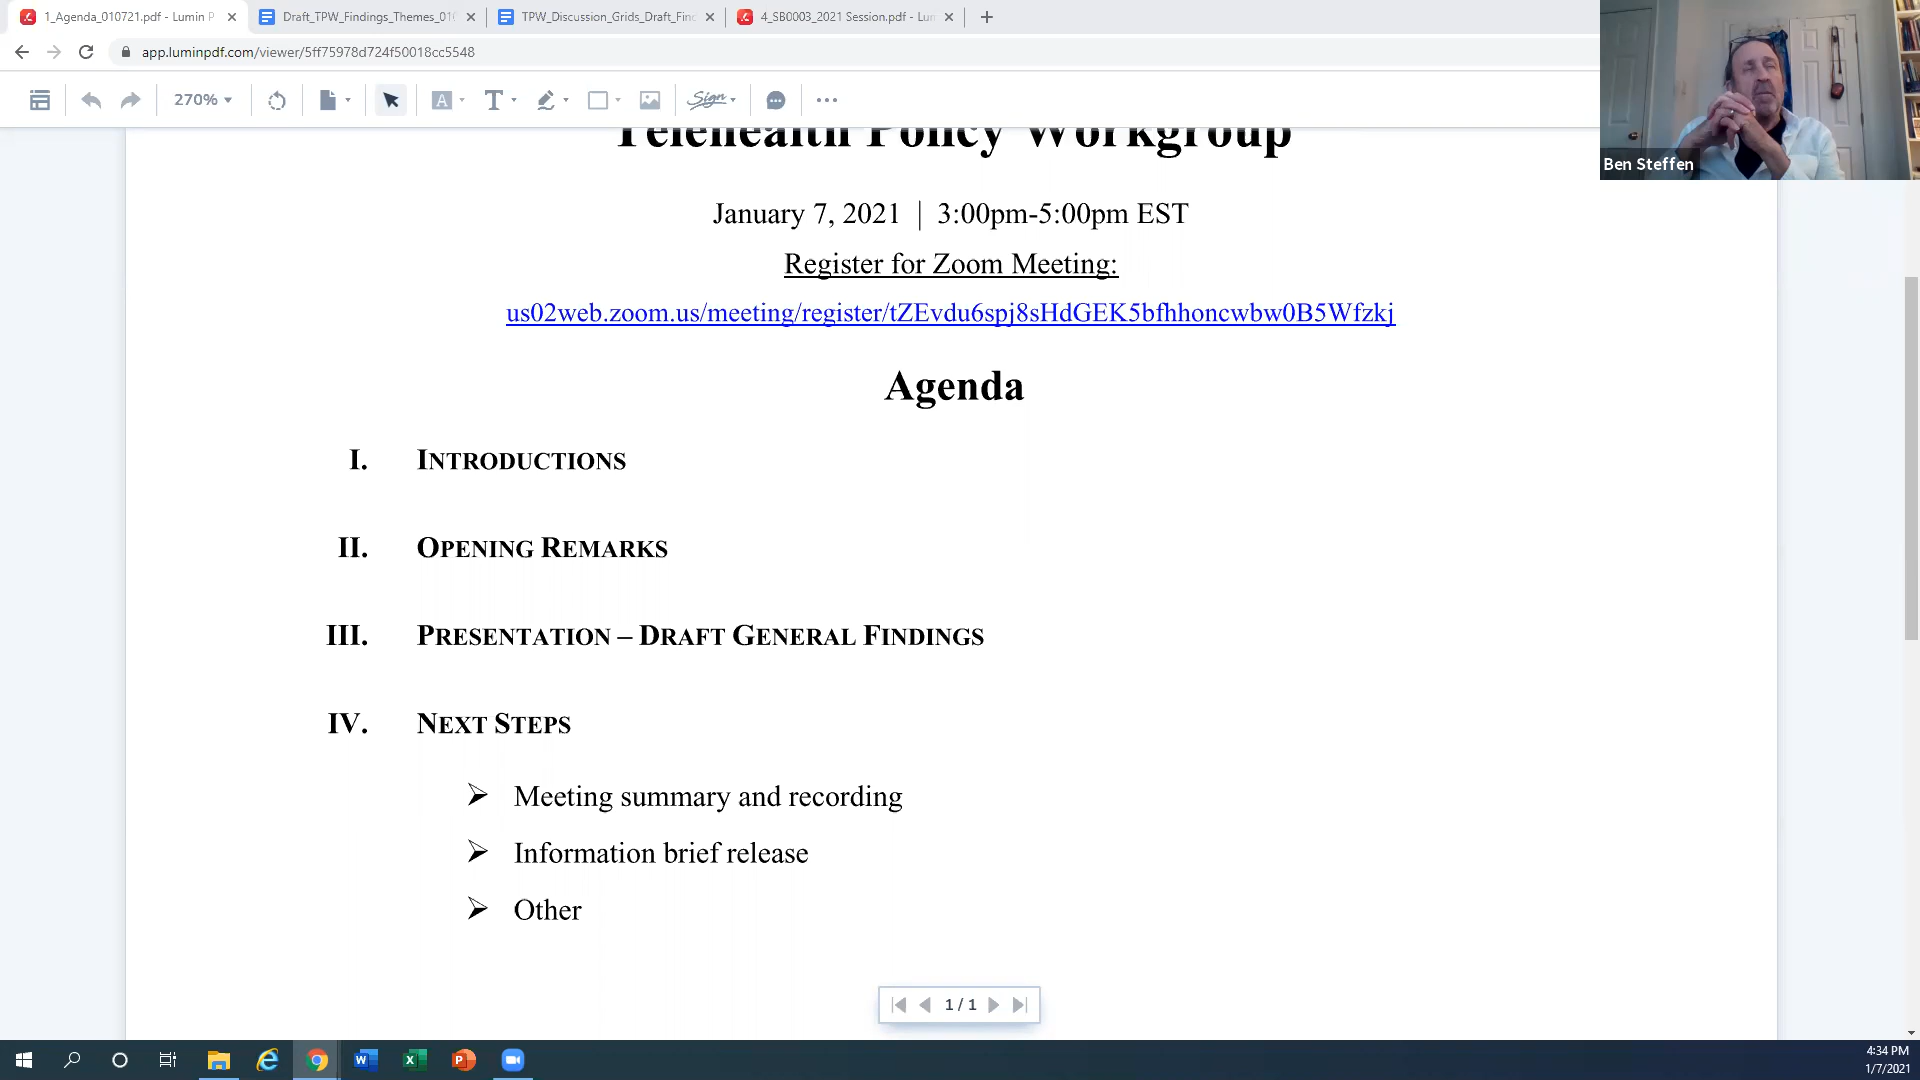 1_Agenda_010721.pdf - Lumin P
Draft_TPW_Findings_Themes_01
TPW_Discussion_Grids_Draft_Fin
4_SB0003_2021 Session.pdf - Lu
app.luminpdf.com/viewer/5ff75978d724f50018cc5548
270%
A
T
Sign
Ben Steffen
Telehealth Policy Workgroup
January 7, 2021 | 3:00pm-5:00pm EST
Register for Zoom Meeting:
us02web.zoom.us/meeting/register/tZEvdu6spj8sHdGEK5bfhhoncwbw0B5Wfzkj
Agenda
I. INTRODUCTIONS
II. OPENING REMARKS
III. PRESENTATION – DRAFT GENERAL FINDINGS
IV. NEXT STEPS
➢ Meeting summary and recording
➢ Information brief release
➢ Other
1 / 1
4:34 PM
1/7/2021